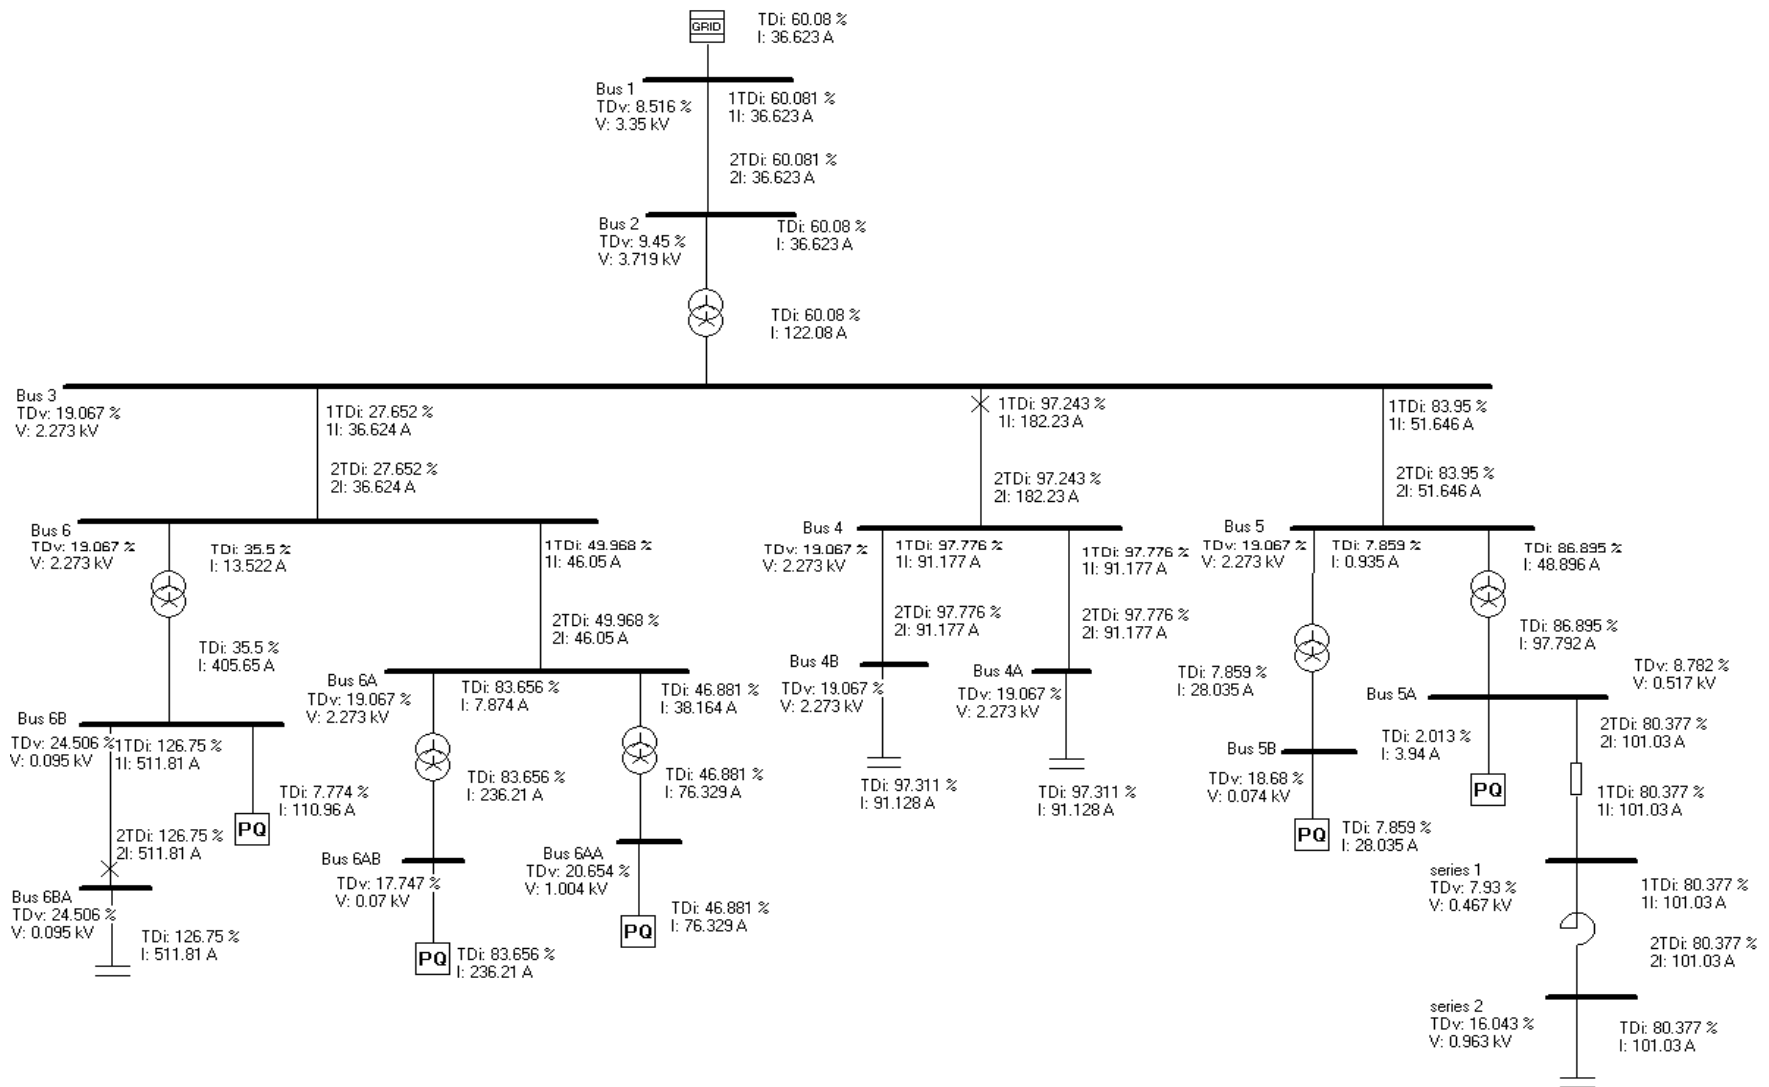 GRID
TDi: 60.08 %
I: 36.623 A
Bus 1
TDv: 8.516 %
V: 3.35 kV
1TDi: 60.081 %
1I: 36.623 A
2TDi: 60.081 %
2I: 36.623 A
Bus 2
TDv: 9.45 %
V: 3.719 kV
TDi: 60.08 %
I: 36.623 A
TDi: 60.08 %
I: 122.08 A
Bus 3
TDv: 19.067 %
V: 2.273 kV
1TDi: 27.652 %
1I: 36.624 A
1TDi: 97.243 %
1I: 182.23 A
1TDi: 83.95 %
1I: 51.646 A
2TDi: 27.652 %
2I: 36.624 A
2TDi: 97.243 %
2I: 182.23 A
2TDi: 83.95 %
2I: 51.646 A
Bus 6
TDv: 19.067 %
V: 2.273 kV
TDi: 35.5 %
I: 13.522 A
1TDi: 49.968 %
1I: 46.05 A
Bus 4
TDv: 19.067 %
V: 2.273 kV
1TDi: 97.776 %
1I: 91.177 A
1TDi: 97.776 %
1I: 91.177 A
Bus 5
TDv: 19.067 %
V: 2.273 kV
TDi: 7.859 %
I: 0.935 A
TDi: 86.895 %
I: 48.896 A
TDi: 35.5 %
I: 405.65 A
2TDi: 49.968 %
2I: 46.05 A
2TDi: 97.776 %
2I: 91.177 A
2TDi: 97.776 %
2I: 91.177 A
TDi: 86.895 %
I: 97.792 A
Bus 6A
TDv: 19.067 %
V: 2.273 kV
TDi: 83.656 %
I: 7.874 A
TDi: 46.881 %
I: 38.164 A
Bus 4B
TDv: 19.067 %
V: 2.273 kV
Bus 4A
TDv: 19.067 %
V: 2.273 kV
TDi: 7.859 %
I: 28.035 A
TDv: 8.782 %
V: 0.517 kV
Bus 5A
Bus 6B
TDv: 24.506 %
V: 0.095 kV
1TDi: 126.75 %
1I: 511.81 A
TDi: 7.774 %
I: 110.96 A
PQ
TDi: 83.656 %
I: 236.21 A
TDi: 46.881 %
I: 76.329 A
TDi: 97.311 %
I: 91.128 A
TDi: 97.311 %
I: 91.128 A
Bus 5B
TDv: 18.68 %
V: 0.074 kV
TDi: 2.013 %
I: 3.94 A
PQ
2TDi: 80.377 %
2I: 101.03 A
1TDi: 80.377 %
1I: 101.03 A
PQ
TDi: 7.859 %
I: 28.035 A
2TDi: 126.75 %
2I: 511.81 A
Bus 6BA
TDv: 24.506 %
V: 0.095 kV
TDi: 126.75 %
I: 511.81 A
Bus 6AB
TDv: 17.747 %
V: 0.07 kV
PQ
TDi: 83.656 %
I: 236.21 A
Bus 6AA
TDv: 20.654 %
V: 1.004 kV
PQ
TDi: 46.881 %
I: 76.329 A
series 1
TDv: 7.93 %
V: 0.467 kV
1TDi: 80.377 %
1I: 101.03 A
2TDi: 80.377 %
2I: 101.03 A
series 2
TDv: 16.043 %
V: 0.963 kV
TDi: 80.377 %
I: 101.03 A